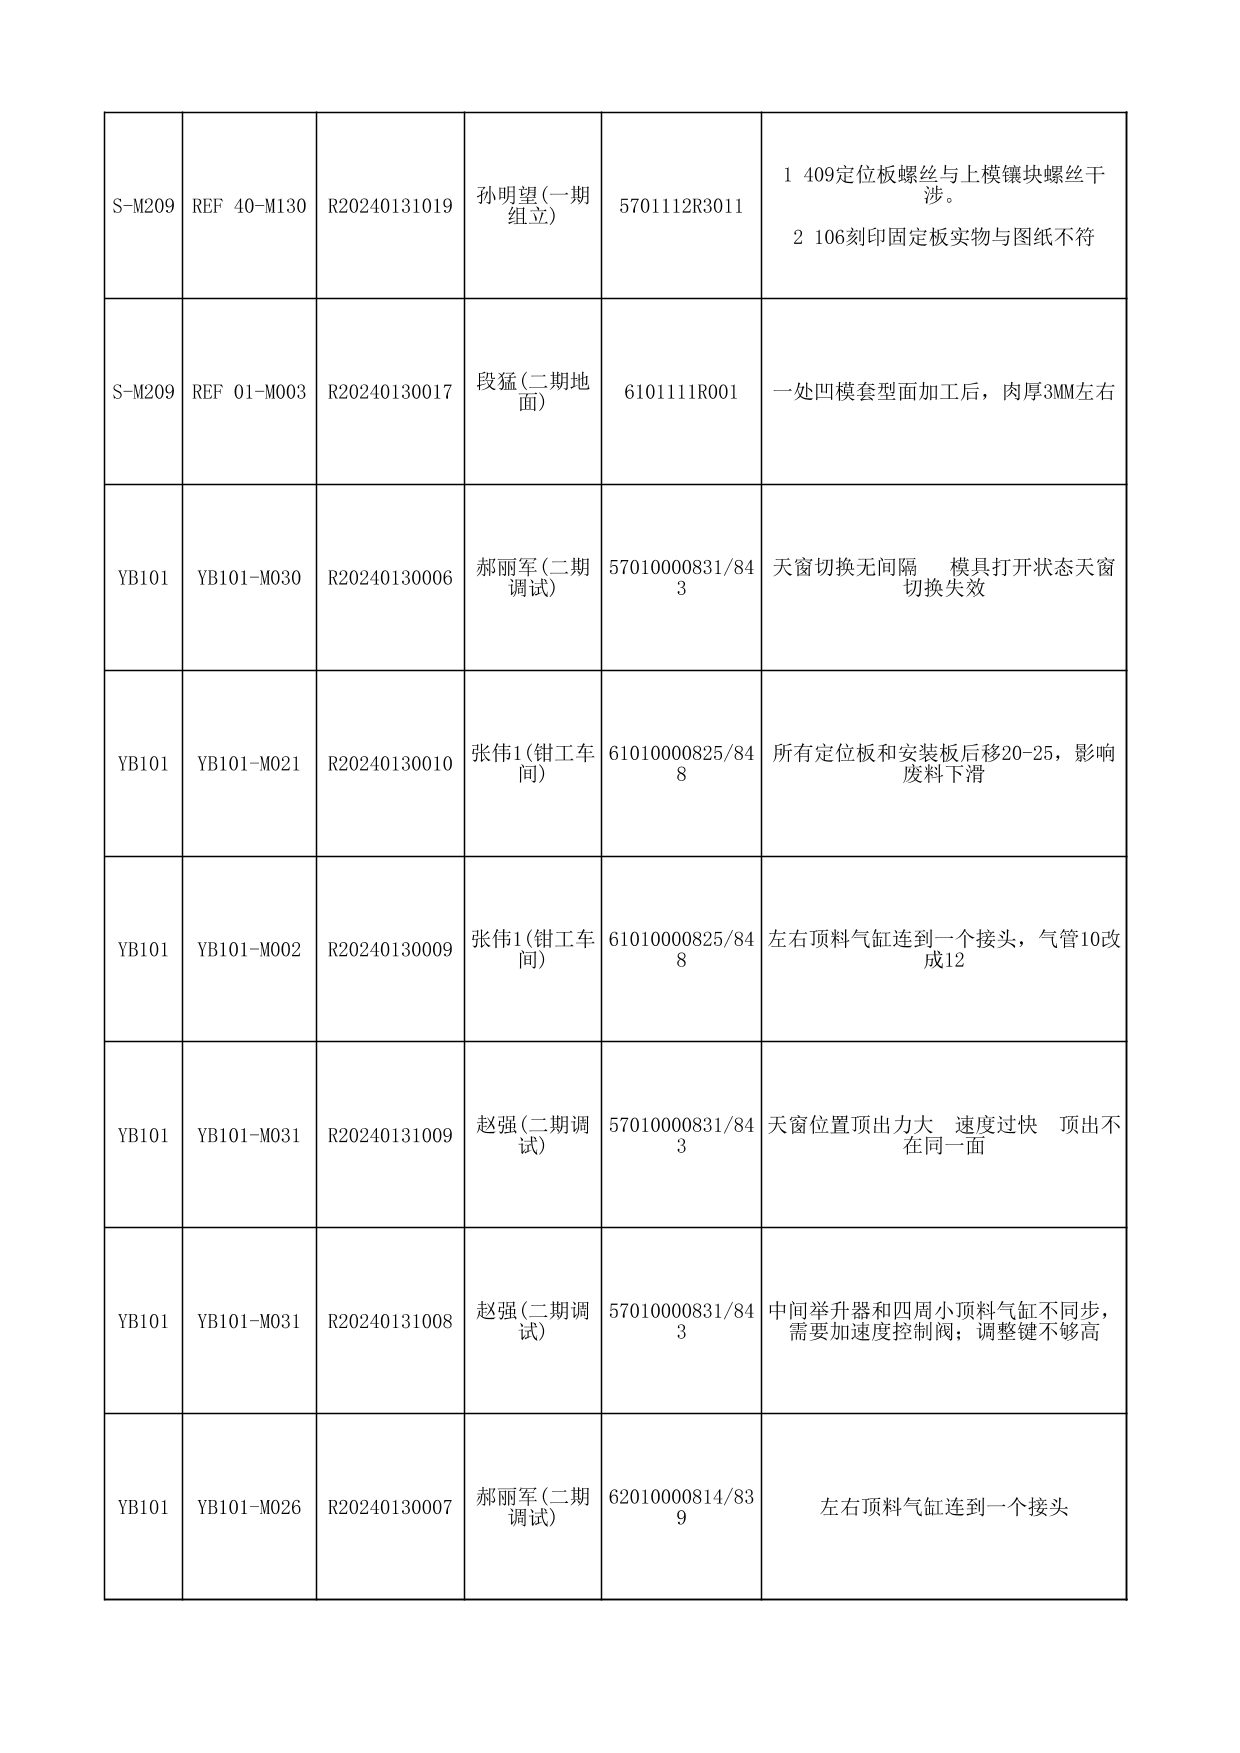 S-M209 REF 40-M130 R20240131019 孙明望(一期 5701112R3011 1 409定位板螺丝与上模镶块螺丝干
组立) 涉。
2 106刻印固定板实物与图纸不符
S-M209 REF 01-M003 R20240130017 段猛(二期地 6101111R001 一处凹模套型面加工后，肉厚3MM左右
面)
YB101 YB101-M030 R20240130006 郝丽军(二期 57010000831/84 天窗切换无间隔 模具打开状态天窗
调试) 3 切换失效
YB101 YB101-M021 R20240130010 张伟1(钳工车 61010000825/84 所有定位板和安装板后移20-25，影响
间) 8 废料下滑
YB101 YB101-M002 R20240130009 张伟1(钳工车 61010000825/84 左右顶料气缸连到一个接头，气管10改
间) 8 成12
YB101 YB101-M031 R20240131009 赵强(二期调 57010000831/84 天窗位置顶出力大 速度过快 顶出不
试) 3 在同一面
YB101 YB101-M031 R20240131008 赵强(二期调 57010000831/84 中间举升器和四周小顶料气缸不同步，
试) 3 需要加速度控制阀；调整键不够高
YB101 YB101-M026 R20240130007 郝丽军(二期 62010000814/83 左右顶料气缸连到一个接头
调试) 9